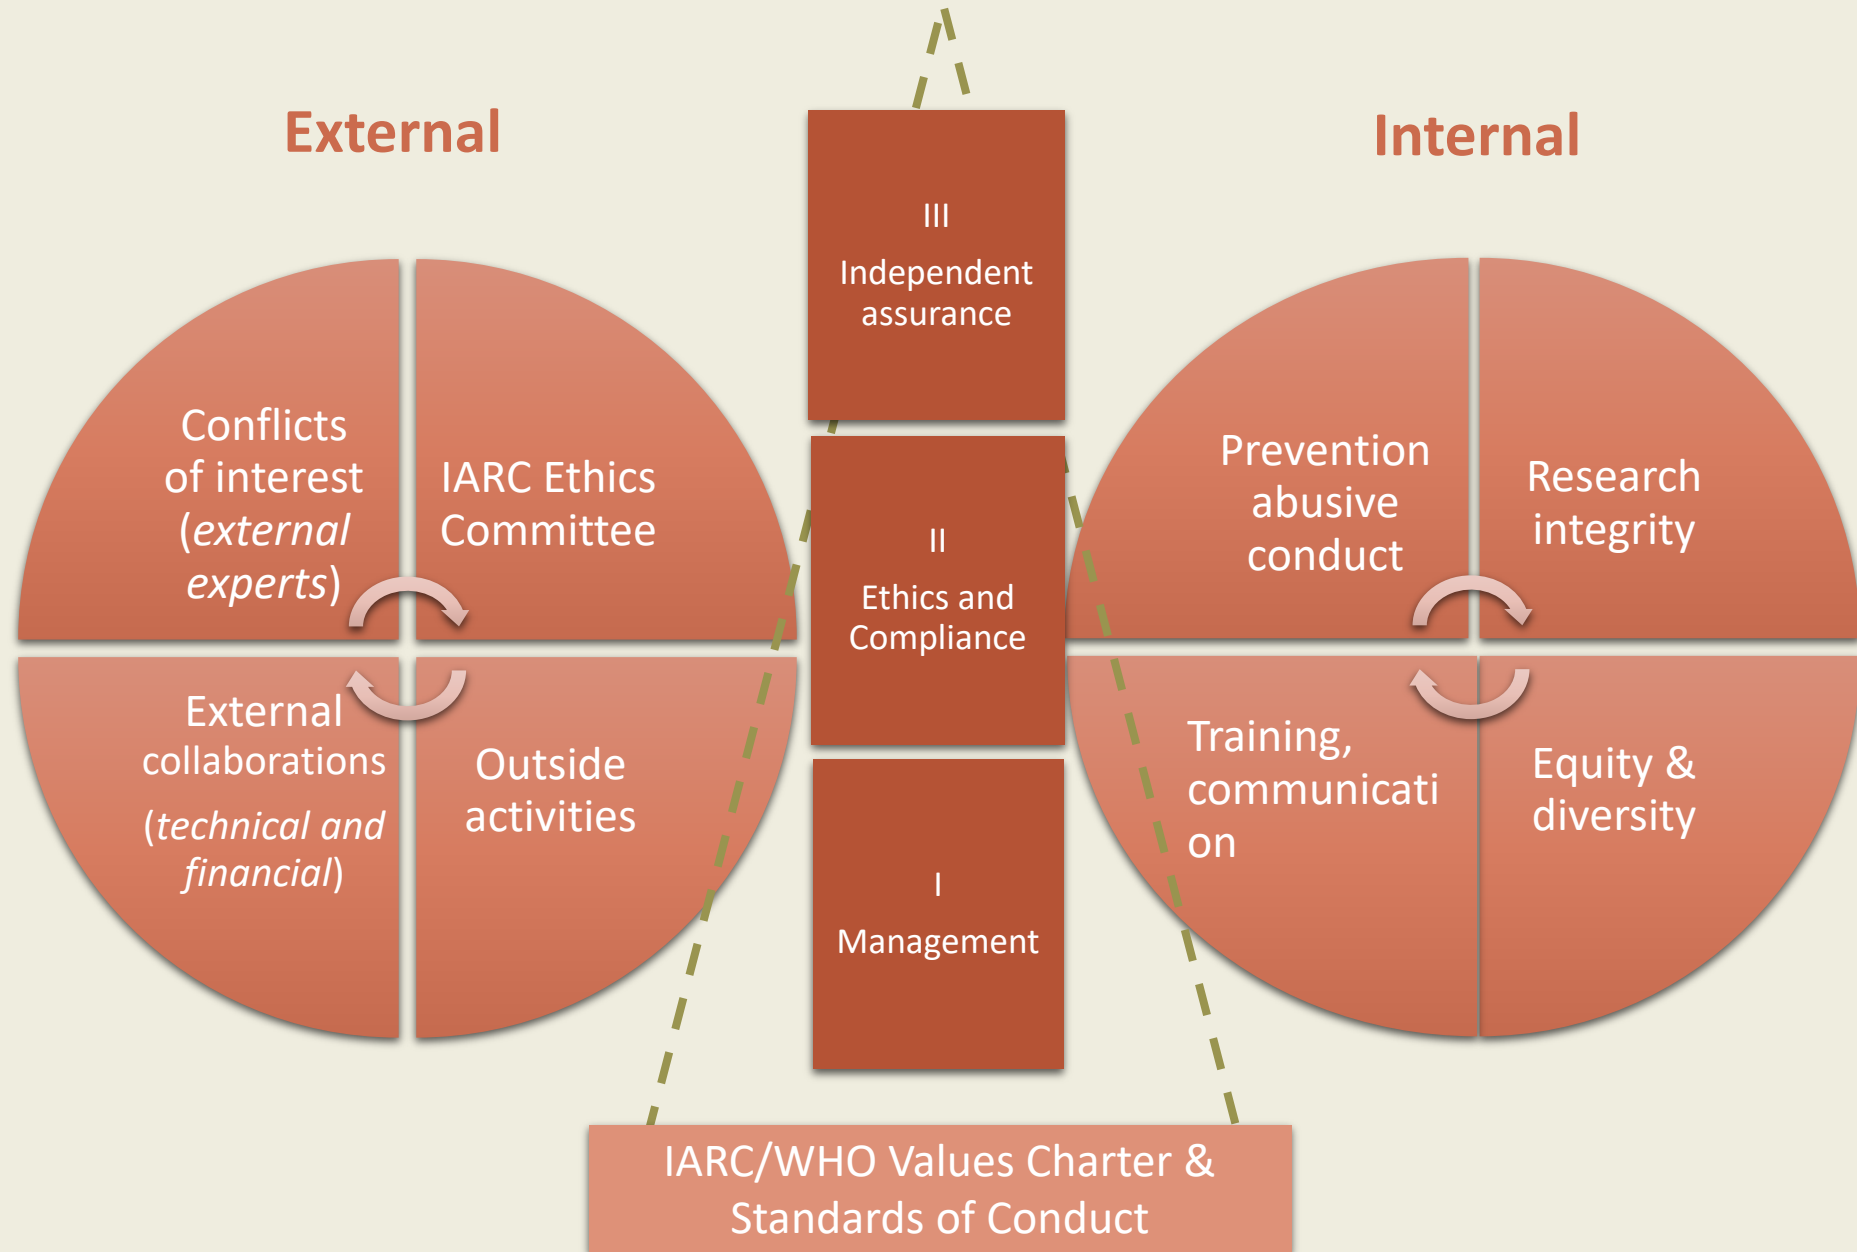 External
Conflicts
of interest
(external
experts)
IARC Ethics
Committee
External
collaborations
(technical and
financial)
Outside
activities
III
Independent
assurance
II
Ethics and
Compliance
I
Management
Internal
Prevention
abusive
conduct
Research
integrity
Training,
communicati
on
Equity &
diversity
IARC/WHO Values Charter &
Standards of Conduct